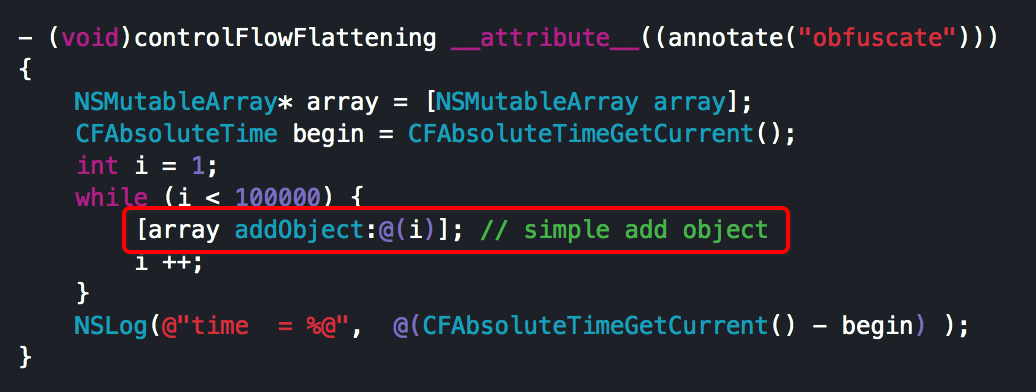 - (void)controlFlowFlattening __attribute__((annotate("obfuscate")))
{
    NSMutableArray* array = [NSMutableArray array];
    CFAbsoluteTime begin = CFAbsoluteTimeGetCurrent();
    int i = 1;
    while (i < 100000) {
        [array addObject:@(i)]; // simple add object
        i ++;
    }
    NSLog(@"time  = %@",  @(CFAbsoluteTimeGetCurrent() - begin) );
}